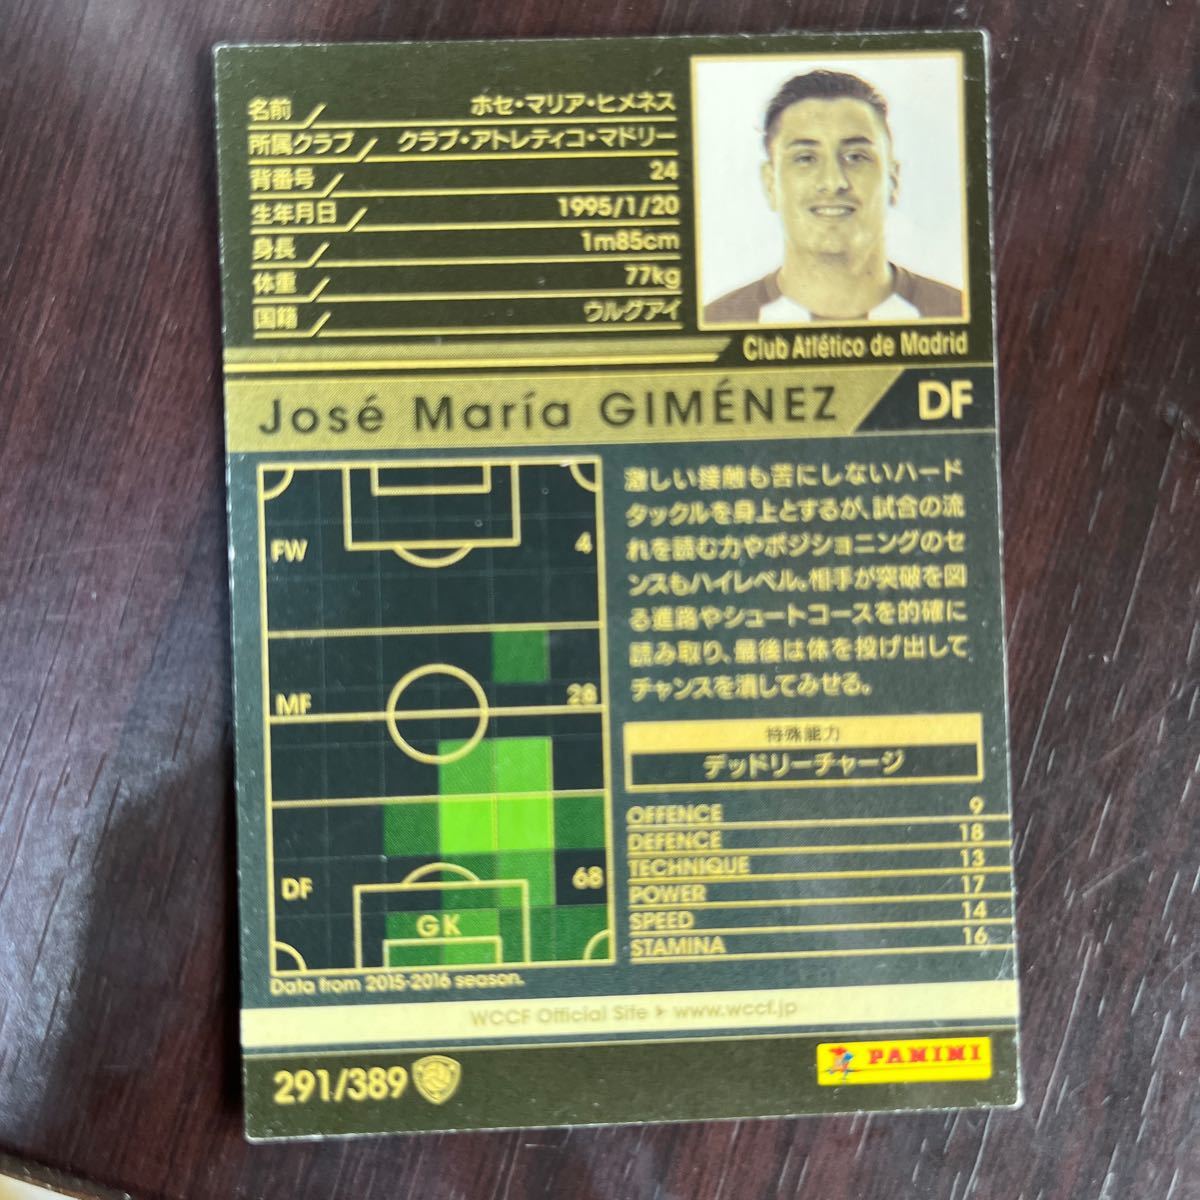 名前 ホセ・マリア・ヒメネス
所属クラブ クラブ・アトレティコ・マドリー
背番号 24
生年月日 1995/1/20
身長 1m85cm
体重 77kg
国籍 ウルグアイ
Club Atlético de Madrid
José María GIMÉNEZ DF
FW 4
MF 28
DF 68
GK
Data from 2015-2016 season.
激しい接触も苦にしないハード
タックルを身上とするが、試合の流
れを読む力やポジショニングのセ
ンスもハイレベル。相手が突破を図
る進路やシュートコースを的確に
読み取り、最後は体を投げ出して
チャンスを潰してみせる。
特殊能力
デッドリーチャージ
OFFENCE 9
DEFENCE 18
TECHNIQUE 13
POWER 17
SPEED 14
STAMINA 16
WCCF Official Site ▶ www.wccf.jp
291/389
PANINI